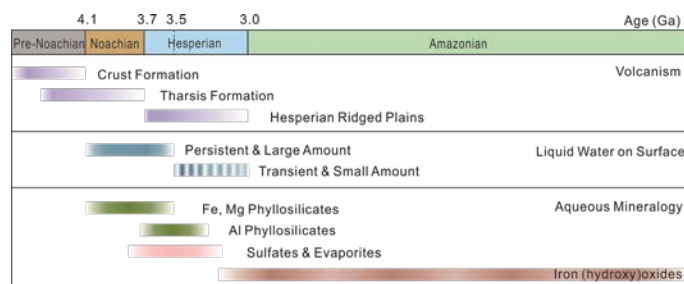 4.1 3.7 3.5 3.0 Age (Ga)
Pre-Noachian Noachian Hesperian Amazonian
Crust Formation Volcanism
Tharsis Formation
Hesperian Ridged Plains
Persistent & Large Amount Liquid Water on Surface
Transient & Small Amount
Fe, Mg Phyllosilicates Aqueous Mineralogy
Al Phyllosilicates
Sulfates & Evaporites
Iron (hydroxy)oxides